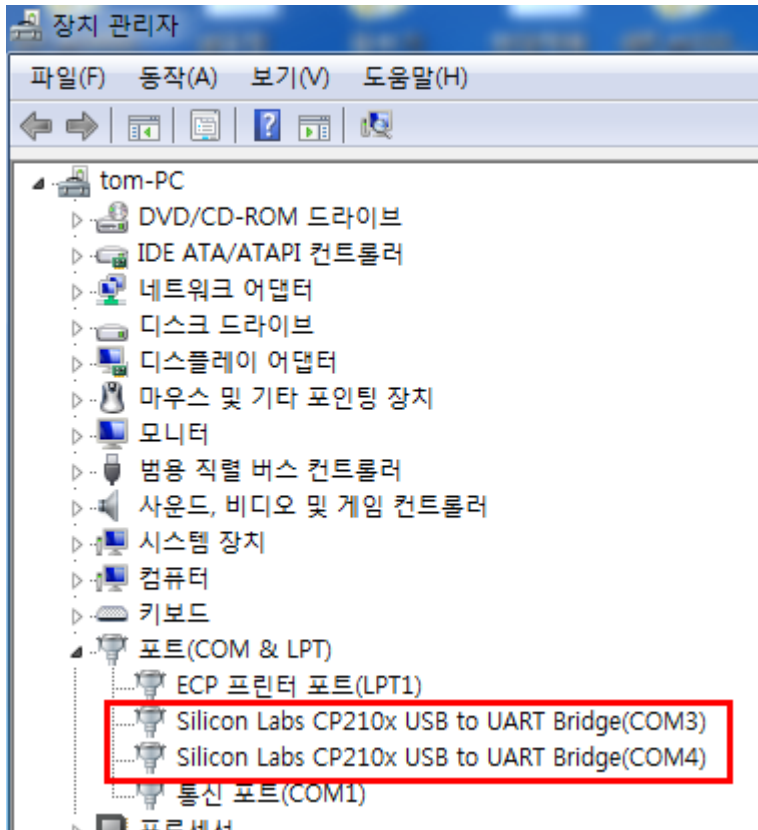 장치 관리자
파일(F) 동작(A) 보기(V) 도움말(H)
tom-PC
DVD/CD-ROM 드라이브
IDE ATA/ATAPI 컨트롤러
네트워크 어댑터
디스크 드라이브
디스플레이 어댑터
마우스 및 기타 포인팅 장치
모니터
범용 직렬 버스 컨트롤러
사운드, 비디오 및 게임 컨트롤러
시스템 장치
컴퓨터
키보드
포트(COM & LPT)
ECP 프린터 포트(LPT1)
Silicon Labs CP210x USB to UART Bridge(COM3)
Silicon Labs CP210x USB to UART Bridge(COM4)
통신 포트(COM1)
프로세서